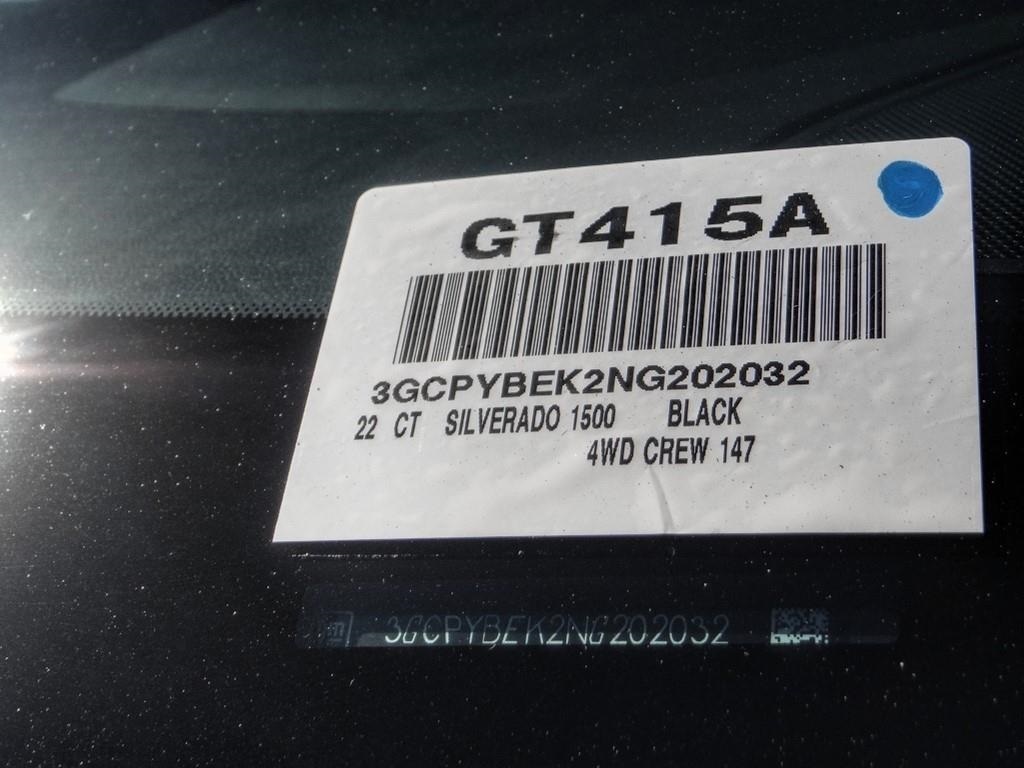 GT415A
3GCPYBEK2NG202032
22 CT SILVERADO 1500 BLACK
4WD CREW 147
3GCPYBEK2NG202032